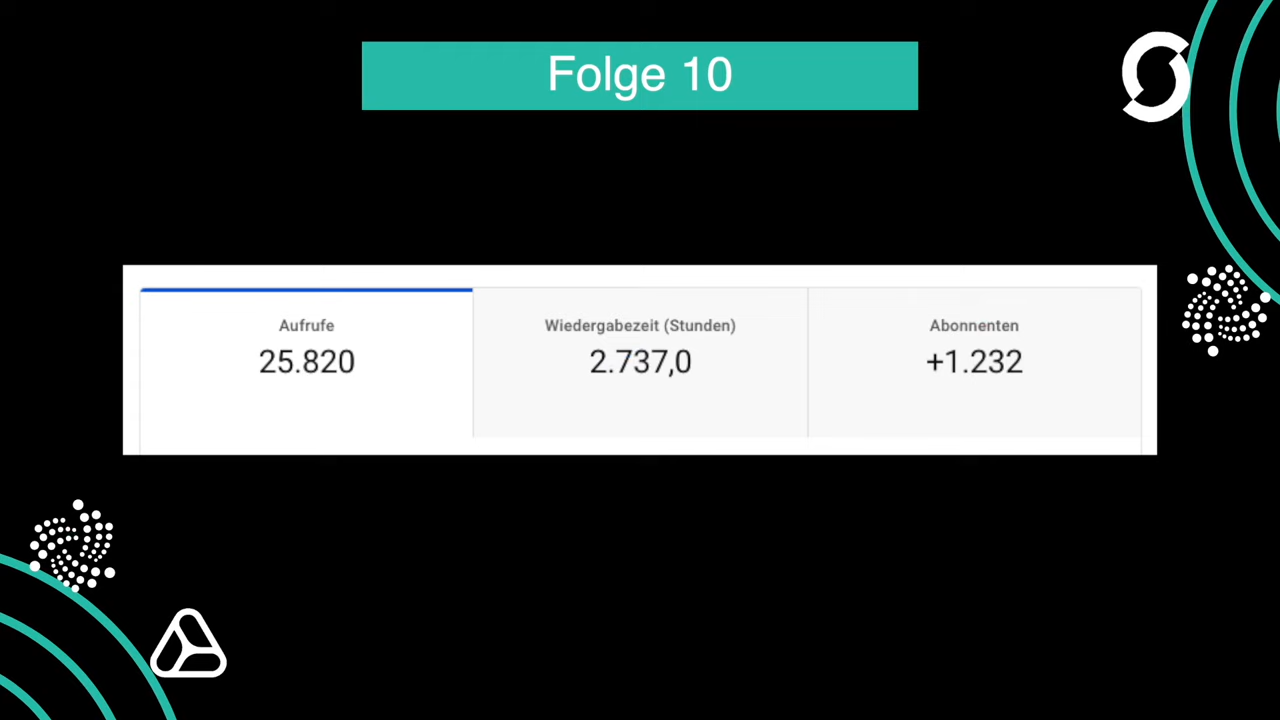 Folge 10
Aufrufe
25.820
Wiedergabezeit (Stunden)
2.737,0
Abonnenten
+1.232